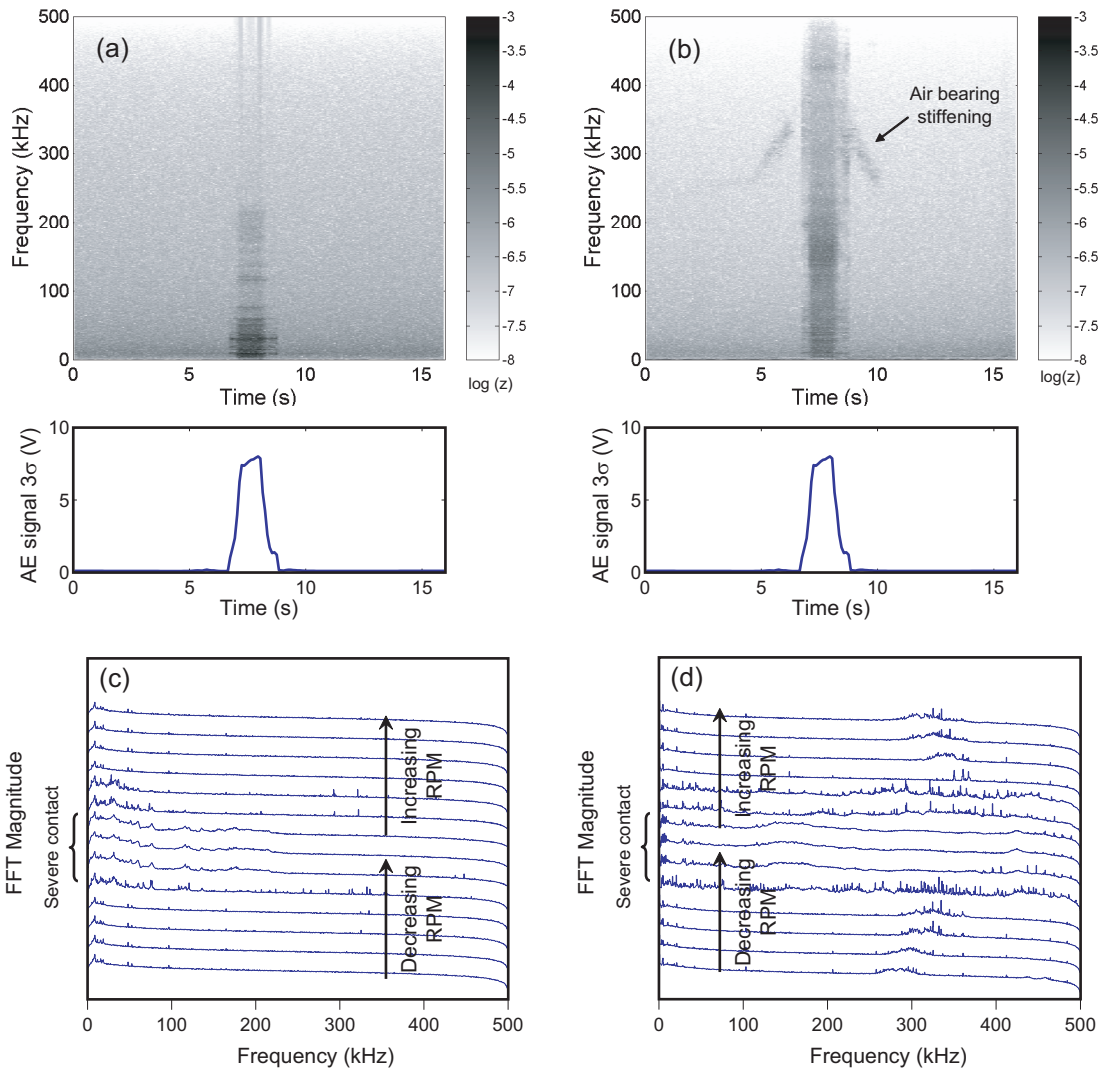 (a)
500
400
300
200
100
0
Frequency (kHz)
0
5
10
15
Time (s)
-3
-3.5
-4
-4.5
-5
-5.5
-6
-6.5
-7
-7.5
-8
log (z)
(b)
Air bearing
stiffening
500
400
300
200
100
0
Frequency (kHz)
0
5
10
15
Time (s)
-3
-3.5
-4
-4.5
-5
-5.5
-6
-6.5
-7
-7.5
-8
log(z)
10
5
0
AE signal 3σ (V)
0
5
10
15
Time (s)
10
5
0
AE signal 3σ (V)
0
5
10
15
Time (s)
(c)
FFT Magnitude
Severe contact
Increasing
RPM
Decreasing
RPM
0
100
200
300
400
500
Frequency (kHz)
(d)
FFT Magnitude
Severe contact
Increasing
RPM
Decreasing
RPM
0
100
200
300
400
500
Frequency (kHz)